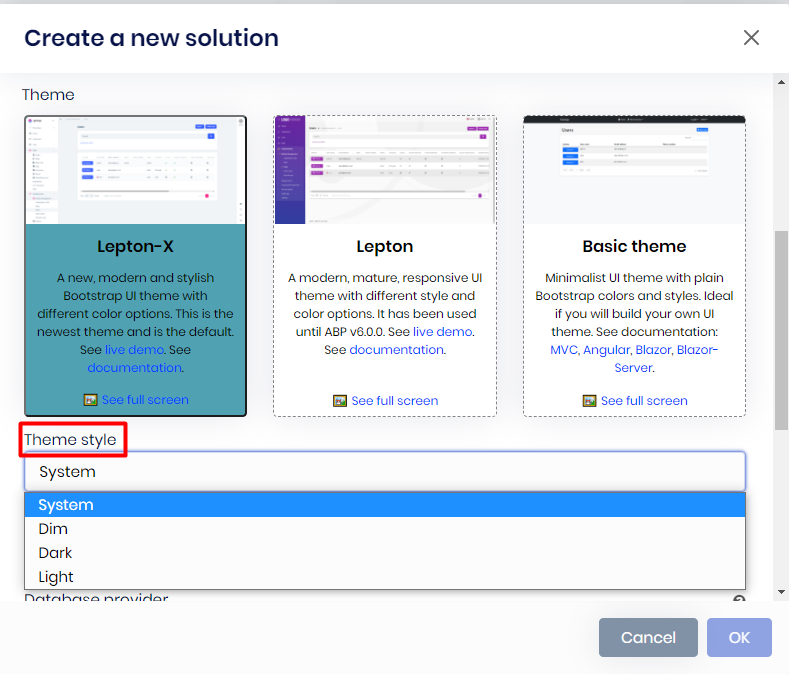 Create a new solution
Theme
Users
Users
Users
Lepton-X
A new, modern and stylish
Bootstrap UI theme with
different color options. This is the
newest theme and is the default.
See live demo. See
documentation.
See full screen
Lepton
A modern, mature, responsive UI
theme with different style and
color options. It has been used
until ABP v6.0.0. See live demo.
See documentation.
See full screen
Basic theme
Minimalist UI theme with plain
Bootstrap colors and styles. Ideal
if you will build your own UI
theme. See documentation:
MVC, Angular, Blazor, Blazor-
Server.
See full screen
Theme style
System
System
Dim
Dark
Light
Database provider
Cancel
OK